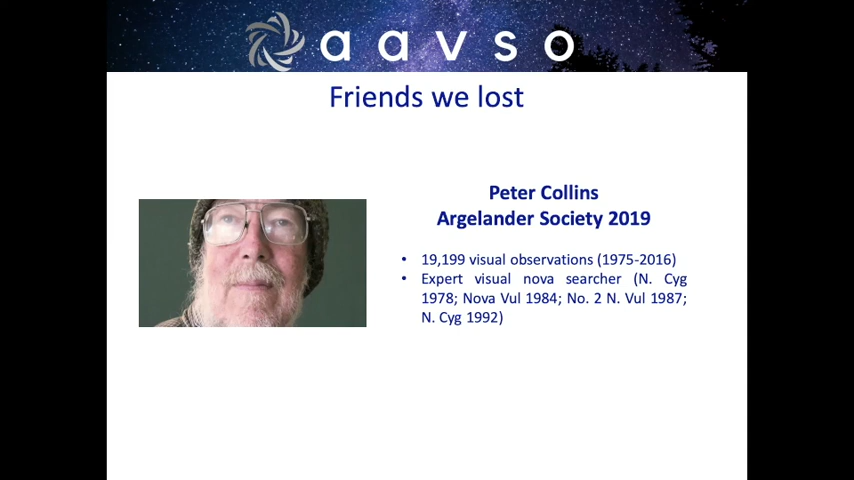 aavso
Friends we lost
Peter Collins
Argelander Society 2019
• 19,199 visual observations (1975-2016)
• Expert visual nova searcher (N. Cyg
1978; Nova Vul 1984; No. 2 N. Vul 1987;
N. Cyg 1992)